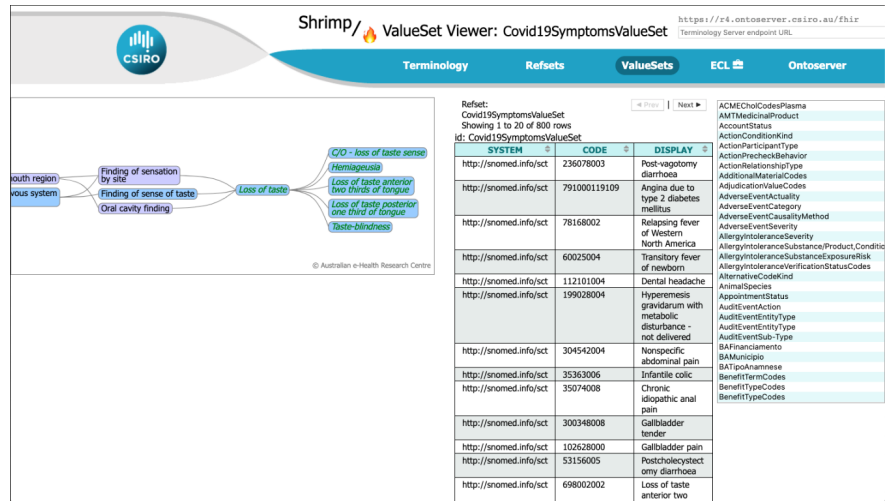 CSIRO
Shrimp/🔥 ValueSet Viewer: Covid19SymptomsValueSet
https://r4.ontoserver.csiro.au/fhir
Terminology Server endpoint URL
Terminology Refsets ValueSets ECL Ontoserver
outh region
vous system
Finding of sensation
by site
Finding of sense of taste
Oral cavity finding
Loss of taste
C/O - loss of taste sense
Hemiageusia
Loss of taste anterior
two thirds of tongue
Loss of taste posterior
one third of tongue
Taste-blindness
© Australian e-Health Research Centre
Refset:
Covid19SymptomsValueSet
Showing 1 to 20 of 800 rows
id: Covid19SymptomsValueSet
◄ Prev | Next ►
SYSTEM CODE DISPLAY
http://snomed.info/sct 236078003 Post-vagotomy
diarrhoea
http://snomed.info/sct 791000119109 Angina due to
type 2 diabetes
mellitus
http://snomed.info/sct 78168002 Relapsing fever
of Western
North America
http://snomed.info/sct 60025004 Transitory fever
of newborn
http://snomed.info/sct 112101004 Dental headache
http://snomed.info/sct 199028004 Hyperemesis
gravidarum with
metabolic
disturbance -
not delivered
http://snomed.info/sct 304542004 Nonspecific
abdominal pain
http://snomed.info/sct 35363006 Infantile colic
http://snomed.info/sct 35074008 Chronic
idiopathic anal
pain
http://snomed.info/sct 300348008 Gallbladder
tender
http://snomed.info/sct 102628000 Gallbladder pain
http://snomed.info/sct 53156005 Postcholecystect
omy diarrhoea
http://snomed.info/sct 698002002 Loss of taste
anterior two
ACMECholCodesPlasma
AMTMedicinalProduct
AccountStatus
ActionConditionKind
ActionParticipantType
ActionPrecheckBehavior
ActionRelationshipType
AdditionalMaterialCodes
AdjudicationValueCodes
AdverseEventActuality
AdverseEventCategory
AdverseEventCausalityMethod
AdverseEventSeverity
AllergyIntoleranceSeverity
AllergyIntoleranceSubstance/Product,Conditio
AllergyIntoleranceSubstanceExposureRisk
AllergyIntoleranceVerificationStatusCodes
AlternativeCodeKind
AnimalSpecies
AppointmentStatus
AuditEventAction
AuditEventEntityType
AuditEventEntityType
AuditEventSub-Type
BAFinanciamento
BAMunicipio
BATipoAnamnese
BenefitTermCodes
BenefitTypeCodes
BenefitTypeCodes